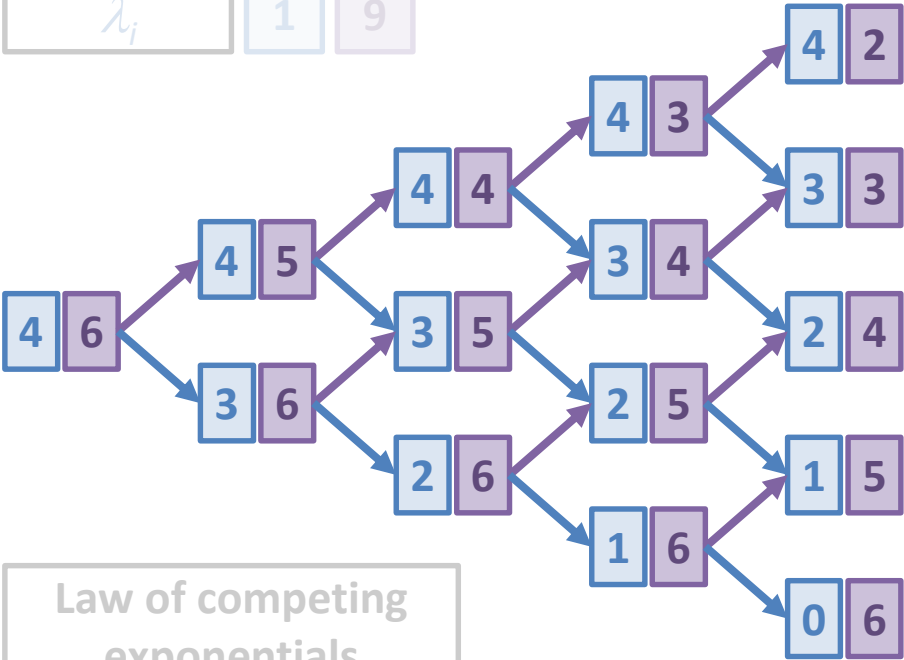 λi 1 9
4 2
4 3
4 4 3 3
4 5 3 4
4 6 3 5 2 4
3 6 2 5
2 6 1 5
1 6
Law of competing
0 6
exponentials